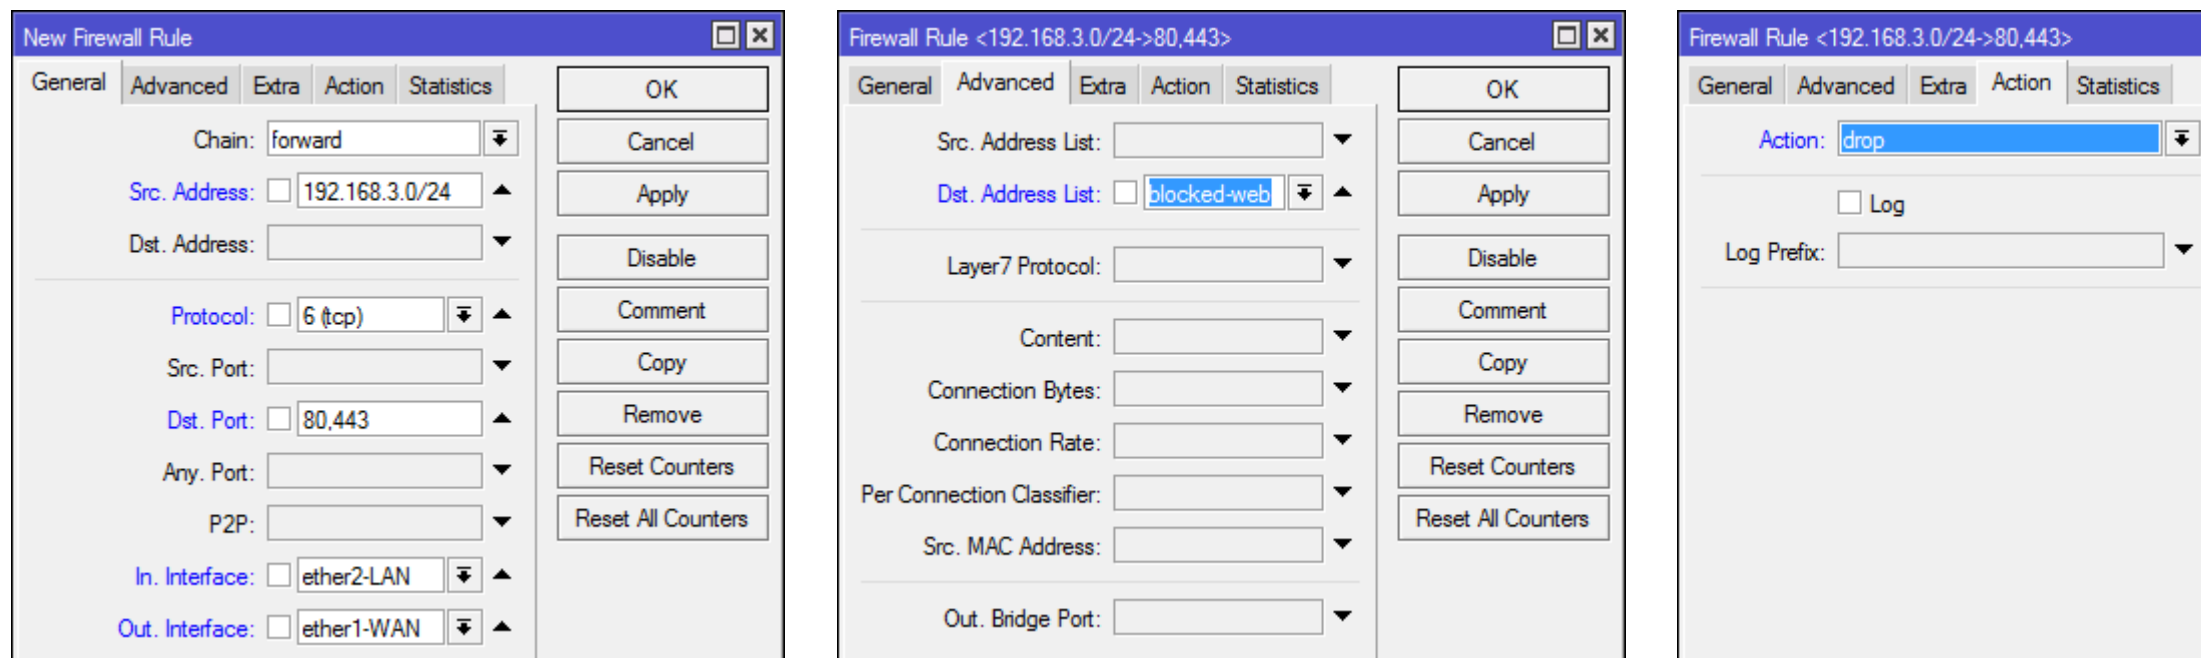 New Firewall Rule
General Advanced Extra Action Statistics
Chain: forward
Src. Address: 192.168.3.0/24
Dst. Address:
Protocol: 6 (tcp)
Src. Port:
Dst. Port: 80,443
Any. Port:
P2P:
In. Interface: ether2-LAN
Out. Interface: ether1-WAN
OK
Cancel
Apply
Disable
Comment
Copy
Remove
Reset Counters
Reset All Counters
Firewall Rule <192.168.3.0/24->80,443>
General Advanced Extra Action Statistics
Src. Address List:
Dst. Address List: blocked-web
Layer7 Protocol:
Content:
Connection Bytes:
Connection Rate:
Per Connection Classifier:
Src. MAC Address:
Out. Bridge Port:
OK
Cancel
Apply
Disable
Comment
Copy
Remove
Reset Counters
Reset All Counters
Firewall Rule <192.168.3.0/24->80,443>
General Advanced Extra Action Statistics
Action: drop
Log
Log Prefix: